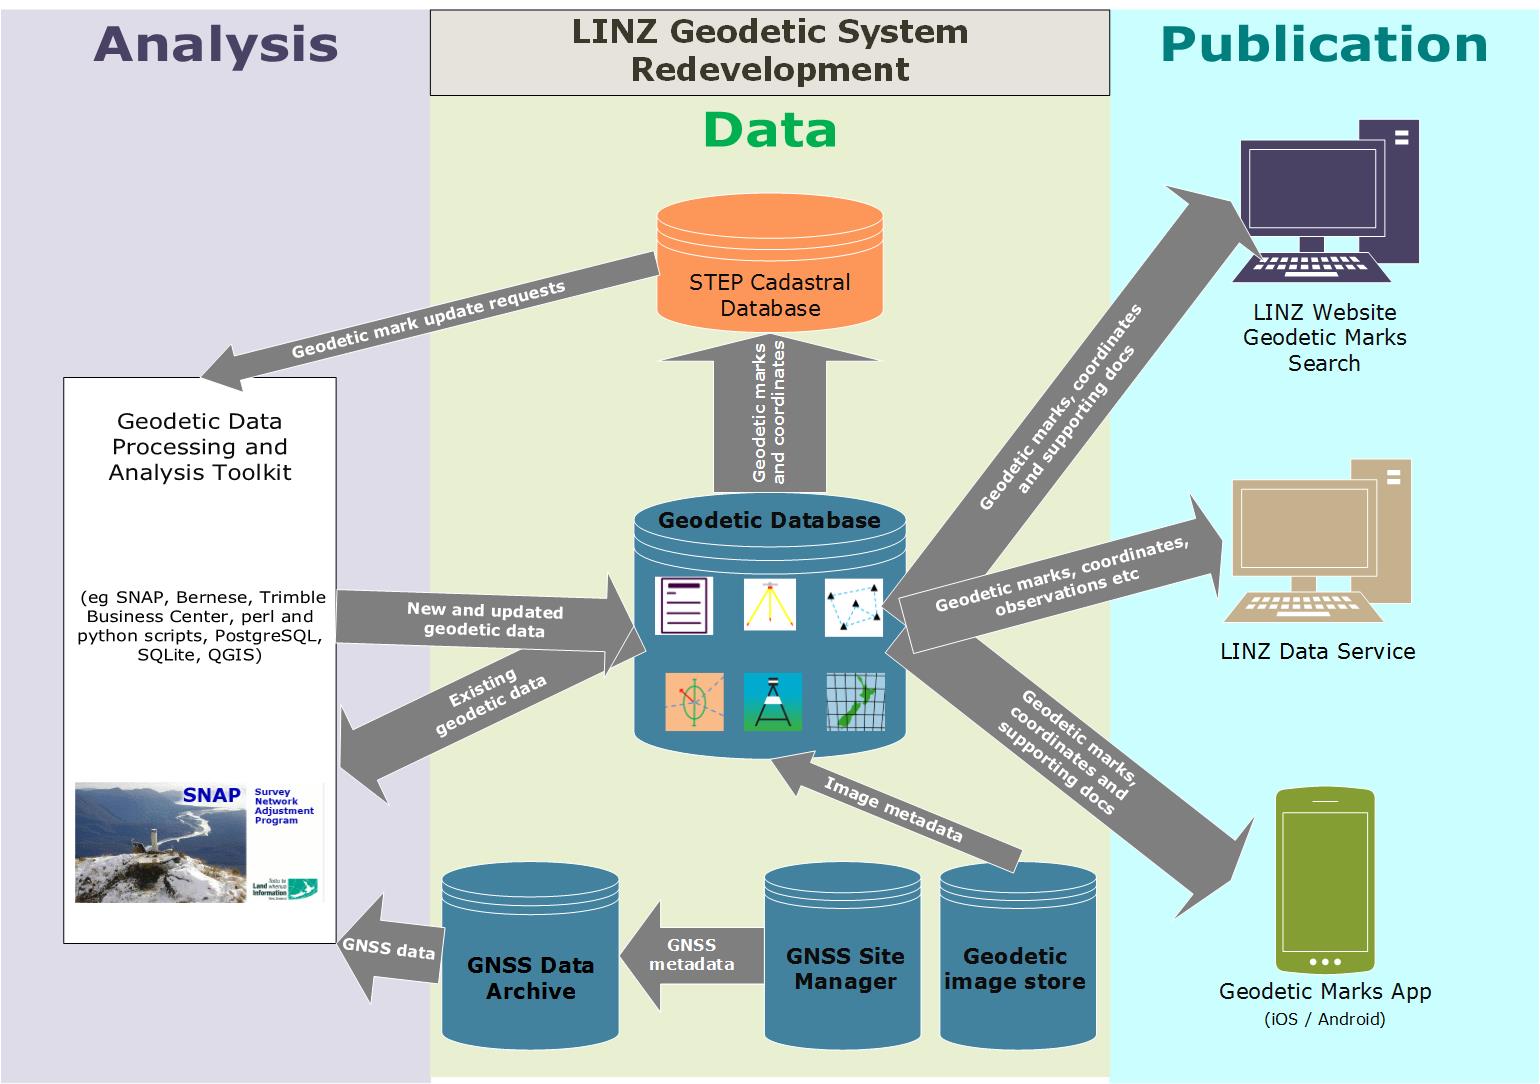 Analysis
LINZ Geodetic System
Redevelopment
Publication
Data
STEP Cadastral
Database
Geodetic mark update requests
Geodetic marks
and coordinates
Geodetic marks, coordinates
and supporting docs
LINZ Website
Geodetic Marks
Search
Geodetic Data
Processing and
Analysis Toolkit
(eg SNAP, Bernese, Trimble
Business Center, perl and
python scripts, PostgreSQL,
SQLite, QGIS)
New and updated
geodetic data
Existing
geodetic data
Geodetic Database
Geodetic marks, coordinates,
observations etc
LINZ Data Service
Geodetic marks,
coordinates and
supporting docs
Image metadata
SNAP
Survey
Network
Adjustment
Program
Toitū te
Land whenua
Information
New Zealand
GNSS data
GNSS Data
Archive
GNSS
metadata
GNSS Site
Manager
Geodetic
image store
Geodetic Marks App
(iOS / Android)